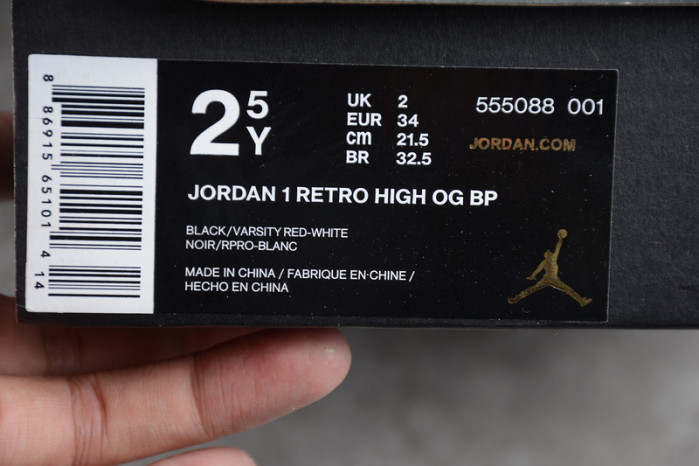 8 86915 65101 4 14
2 5 Y
UK 2
EUR 34
cm 21.5
BR 32.5
555088 001
JORDAN.COM
JORDAN 1 RETRO HIGH OG BP
BLACK/VARSITY RED-WHITE
NOIR/RPRO-BLANC
MADE IN CHINA / FABRIQUE EN·CHINE /
HECHO EN CHINA